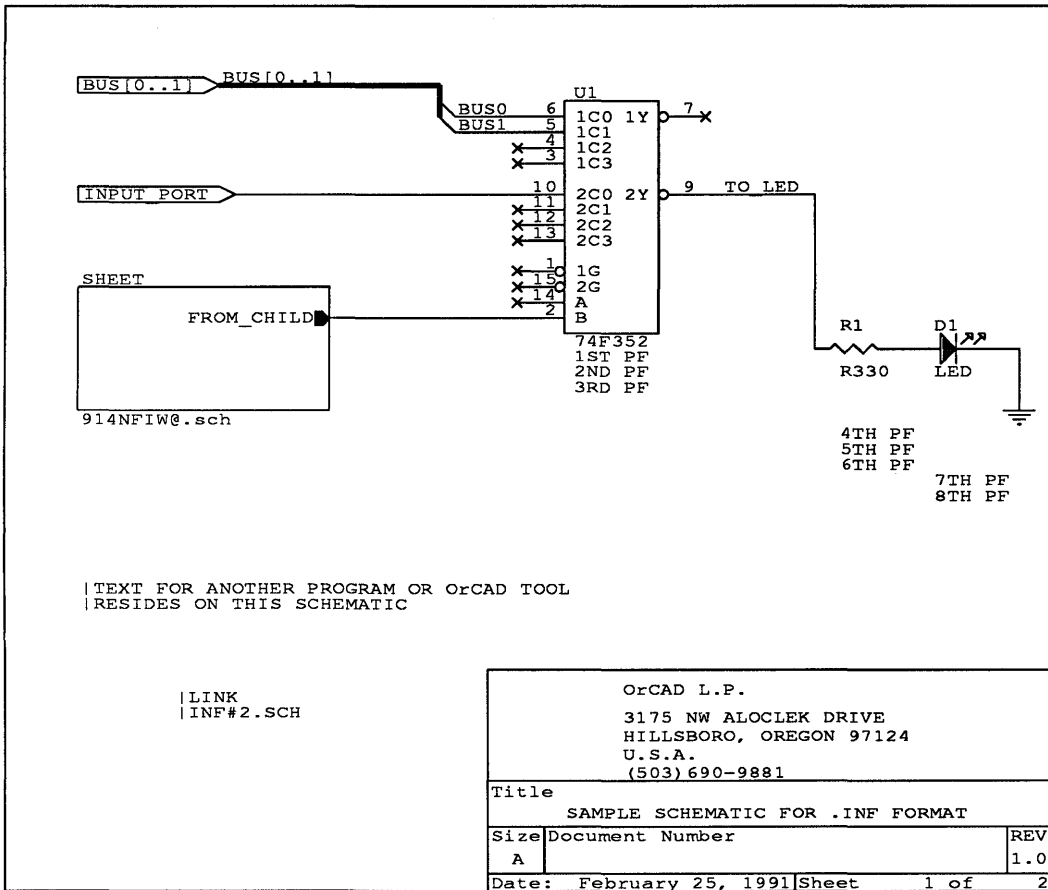 BUS[0..1] BUS[0..1]
U1
BUS0 6 1C0 1Y 7
BUS1 5 1C1
4 1C2
3 1C3
INPUT PORT 10 2C0 2Y 9 TO LED
11 2C1
12 2C2
13 2C3
1 1G
15 2G
14 A
2 B
SHEET
FROM_CHILD
914NFIW@.sch
74F352
1ST PF
2ND PF
3RD PF
R1 D1
R330 LED
4TH PF
5TH PF
6TH PF
7TH PF
8TH PF
|TEXT FOR ANOTHER PROGRAM OR OrCAD TOOL
|RESIDES ON THIS SCHEMATIC
|LINK
|INF#2.SCH
OrCAD L.P.
3175 NW ALOCLEK DRIVE
HILLSBORO, OREGON 97124
U.S.A.
(503)690-9881
Title
SAMPLE SCHEMATIC FOR .INF FORMAT
Size Document Number REV
A 1.0
Date: February 25, 1991 Sheet 1 of 2